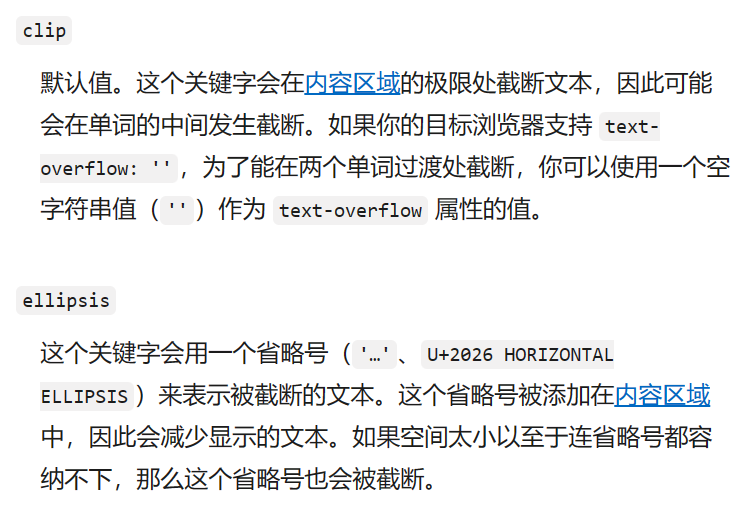 clip
默认值。这个关键字会在内容区域的极限处截断文本，因此可能
会在单词的中间发生截断。如果你的目标浏览器支持 text-
overflow: ''，为了能在两个单词过渡处截断，你可以使用一个空
字符串值（''）作为 text-overflow 属性的值。
ellipsis
这个关键字会用一个省略号（'…'、U+2026 HORIZONTAL
ELLIPSIS）来表示被截断的文本。这个省略号被添加在内容区域
中，因此会减少显示的文本。如果空间太小以至于连省略号都容
纳不下，那么这个省略号也会被截断。